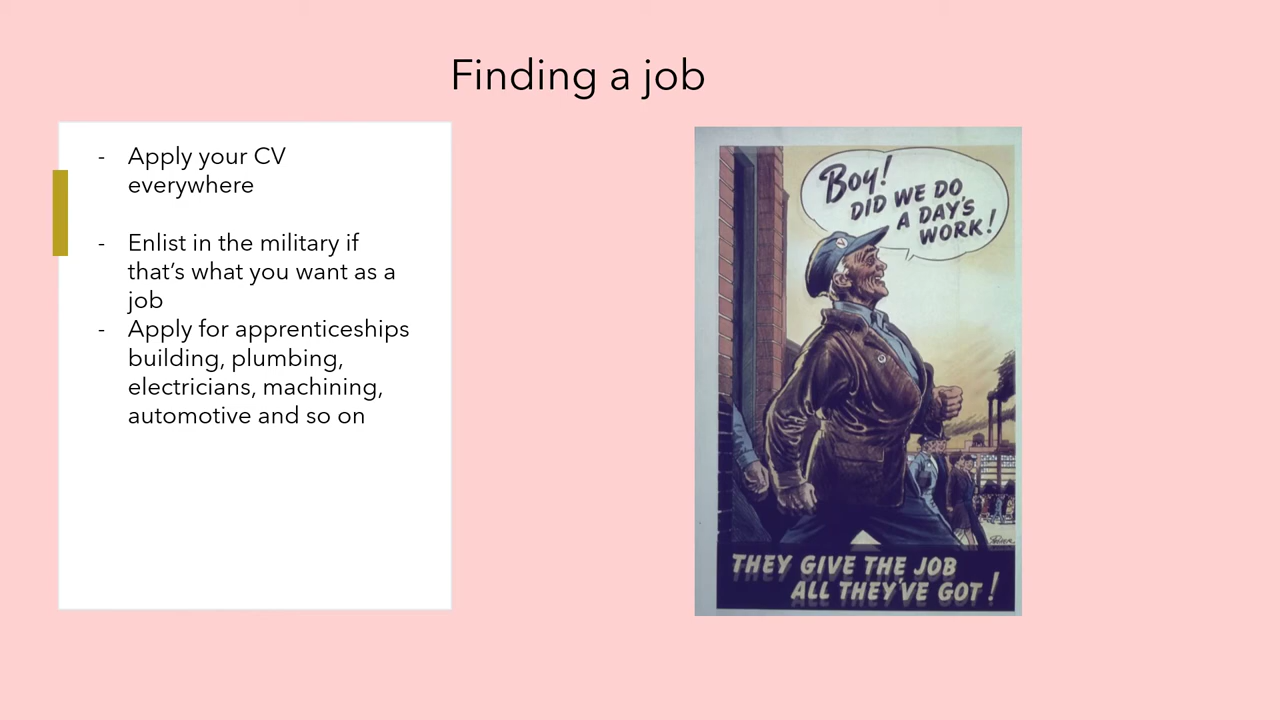 Finding a job
- Apply your CV
everywhere
- Enlist in the military if
that’s what you want as a
job
- Apply for apprenticeships
building, plumbing,
electricians, machining,
automotive and so on
Boy!
DID WE DO
A DAY'S
WORK!
THEY GIVE THE JOB
ALL THEY'VE GOT!